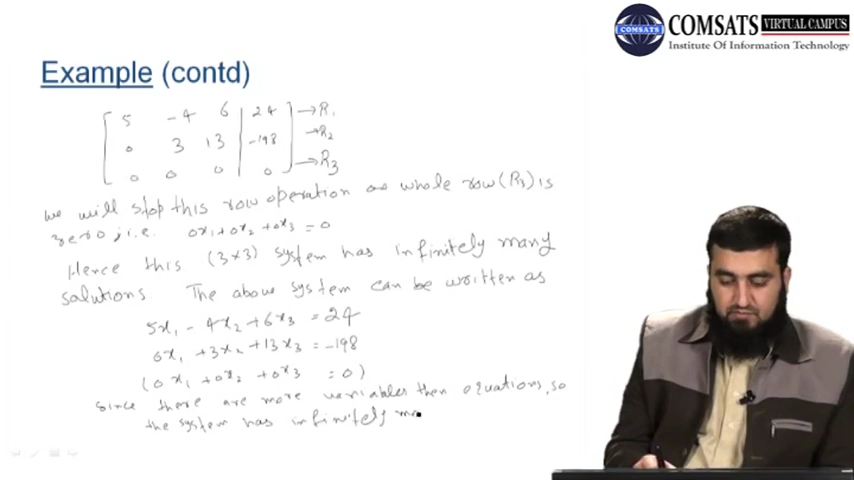 COMSATS VIRTUAL CAMPUS
COMSATS
Institute Of Information Technology
Example (contd)
5 -4 6 24 → R1
0 3 13 -198 → R2
0 0 0 0 → R3
we will stop this row operation as whole row (R3) is
zero, i.e. 0x1+0x2+0x3=0
Hence this (3×3) system has infinitely many
solutions. The above system can be written as
5x1 - 4x2 + 6x3 = 24
0x1 + 3x2 + 13x3 = -198
(0x1 + 0x2 + 0x3 = 0)
Since there are more variables then equations, so
the system has infinitely m